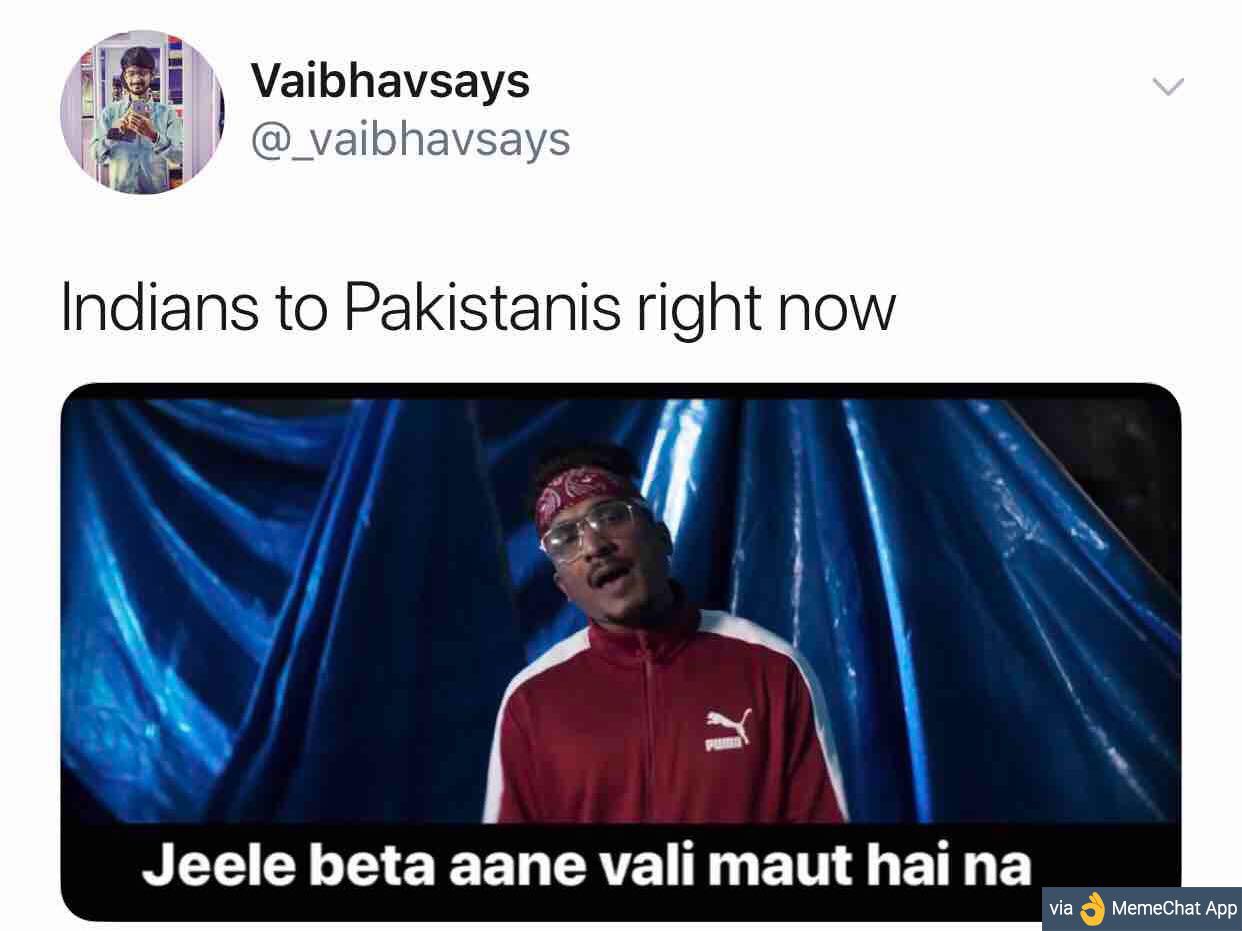 Vaibhavsays
@_vaibhavsays
Indians to Pakistanis right now
PUMA
Jeele beta aane vali maut hai na
via 👌 MemeChat App